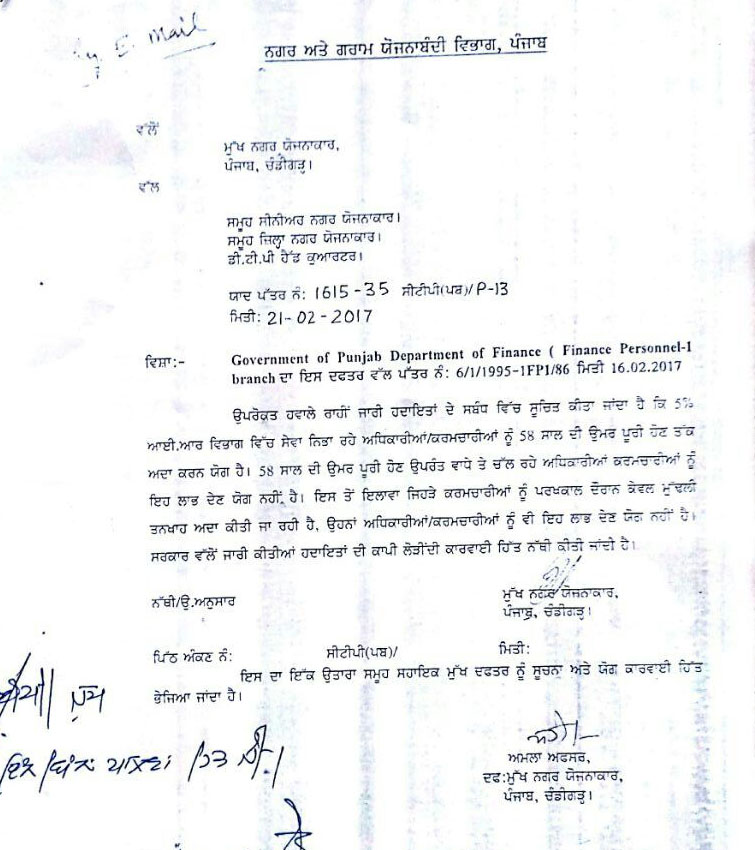 By E. Mail
ਨਗਰ ਅਤੇ ਗਰਾਮ ਯੋਜਨਾਬੰਦੀ ਵਿਭਾਗ, ਪੰਜਾਬ
ਵੱਲੋਂ
ਮੁੱਖ ਨਗਰ ਯੋਜਨਾਕਾਰ,
ਪੰਜਾਬ, ਚੰਡੀਗੜ੍ਹ।
ਵੱਲ
ਸਮੂਹ ਸੀਨੀਅਰ ਨਗਰ ਯੋਜਨਾਕਾਰ।
ਸਮੂਹ ਜ਼ਿਲ੍ਹਾ ਨਗਰ ਯੋਜਨਾਕਾਰ।
ਡੀ.ਟੀ.ਪੀ ਹੈੱਡ ਕੁਆਰਟਰ।
ਯਾਦ ਪੱਤਰ ਨੰ: 1615-35 ਸੀਟੀਪੀ(ਪਬ)/P-13
ਮਿਤੀ: 21-02-2017
ਵਿਸ਼ਾ:- Government of Punjab Department of Finance ( Finance Personnel-1
branch ਦਾ ਇਸ ਦਫਤਰ ਵੱਲ ਪੱਤਰ ਨੰ: 6/1/1995-1FP1/86 ਮਿਤੀ 16.02.2017
ਉਪਰੋਕਤ ਹਵਾਲੇ ਰਾਹੀਂ ਜਾਰੀ ਹਦਾਇਤਾਂ ਦੇ ਸਬੰਧ ਵਿੱਚ ਸੂਚਿਤ ਕੀਤਾ ਜਾਂਦਾ ਹੈ ਕਿ 5%
ਆਈ.ਆਰ ਵਿਭਾਗ ਵਿੱਚ ਸੇਵਾ ਨਿਭਾ ਰਹੇ ਅਧਿਕਾਰੀਆਂ/ਕਰਮਚਾਰੀਆਂ ਨੂੰ 58 ਸਾਲ ਦੀ ਉਮਰ ਪੂਰੀ ਹੋਣ ਤੱਕ
ਅਦਾ ਕਰਨ ਯੋਗ ਹੈ। 58 ਸਾਲ ਦੀ ਉਮਰ ਪੂਰੀ ਹੋਣ ਉਪਰੰਤ ਵਾਧੇ ਤੇ ਚੱਲ ਰਹੇ ਅਧਿਕਾਰੀਆਂ ਕਰਮਚਾਰੀਆਂ ਨੂੰ
ਇਹ ਲਾਭ ਦੇਣ ਯੋਗ ਨਹੀਂ ਹੈ। ਇਸ ਤੋਂ ਇਲਾਵਾ ਜਿਹੜੇ ਕਰਮਚਾਰੀਆਂ ਨੂੰ ਪਰਖਕਾਲ ਦੌਰਾਨ ਕੇਵਲ ਮੁੱਢਲੀ
ਤਨਖਾਹ ਅਦਾ ਕੀਤੀ ਜਾ ਰਹੀ ਹੈ, ਉਹਨਾਂ ਅਧਿਕਾਰੀਆਂ/ਕਰਮਚਾਰੀਆਂ ਨੂੰ ਵੀ ਇਹ ਲਾਭ ਦੇਣ ਯੋਗ ਨਹੀਂ ਹੈ।
ਸਰਕਾਰ ਵੱਲੋਂ ਜਾਰੀ ਕੀਤੀਆਂ ਹਦਾਇਤਾਂ ਦੀ ਕਾਪੀ ਲੋੜੀਂਦੀ ਕਾਰਵਾਈ ਹਿੱਤ ਨੱਥੀ ਕੀਤੀ ਜਾਂਦੀ ਹੈ।
ਨੱਥੀ/ਉ.ਅਨੁਸਾਰ
ਮੁੱਖ ਨਗਰ ਯੋਜਨਾਕਾਰ,
ਪੰਜਾਬ, ਚੰਡੀਗੜ੍ਹ।
ਪਿੱਠ ਅੰਕਣ ਨੰ: ਸੀਟੀਪੀ(ਪਬ)/ ਮਿਤੀ:
ਇਸ ਦਾ ਇੱਕ ਉਤਾਰਾ ਸਮੂਹ ਸਹਾਇਕ ਮੁੱਖ ਦਫਤਰ ਨੂੰ ਸੂਚਨਾ ਅਤੇ ਯੋਗ ਕਾਰਵਾਈ ਹਿੱਤ
ਭੇਜਿਆ ਜਾਂਦਾ ਹੈ।
ਅਮਲਾ ਅਫਸਰ,
ਦਫ:ਮੁੱਖ ਨਗਰ ਯੋਜਨਾਕਾਰ,
ਪੰਜਾਬ, ਚੰਡੀਗੜ੍ਹ।